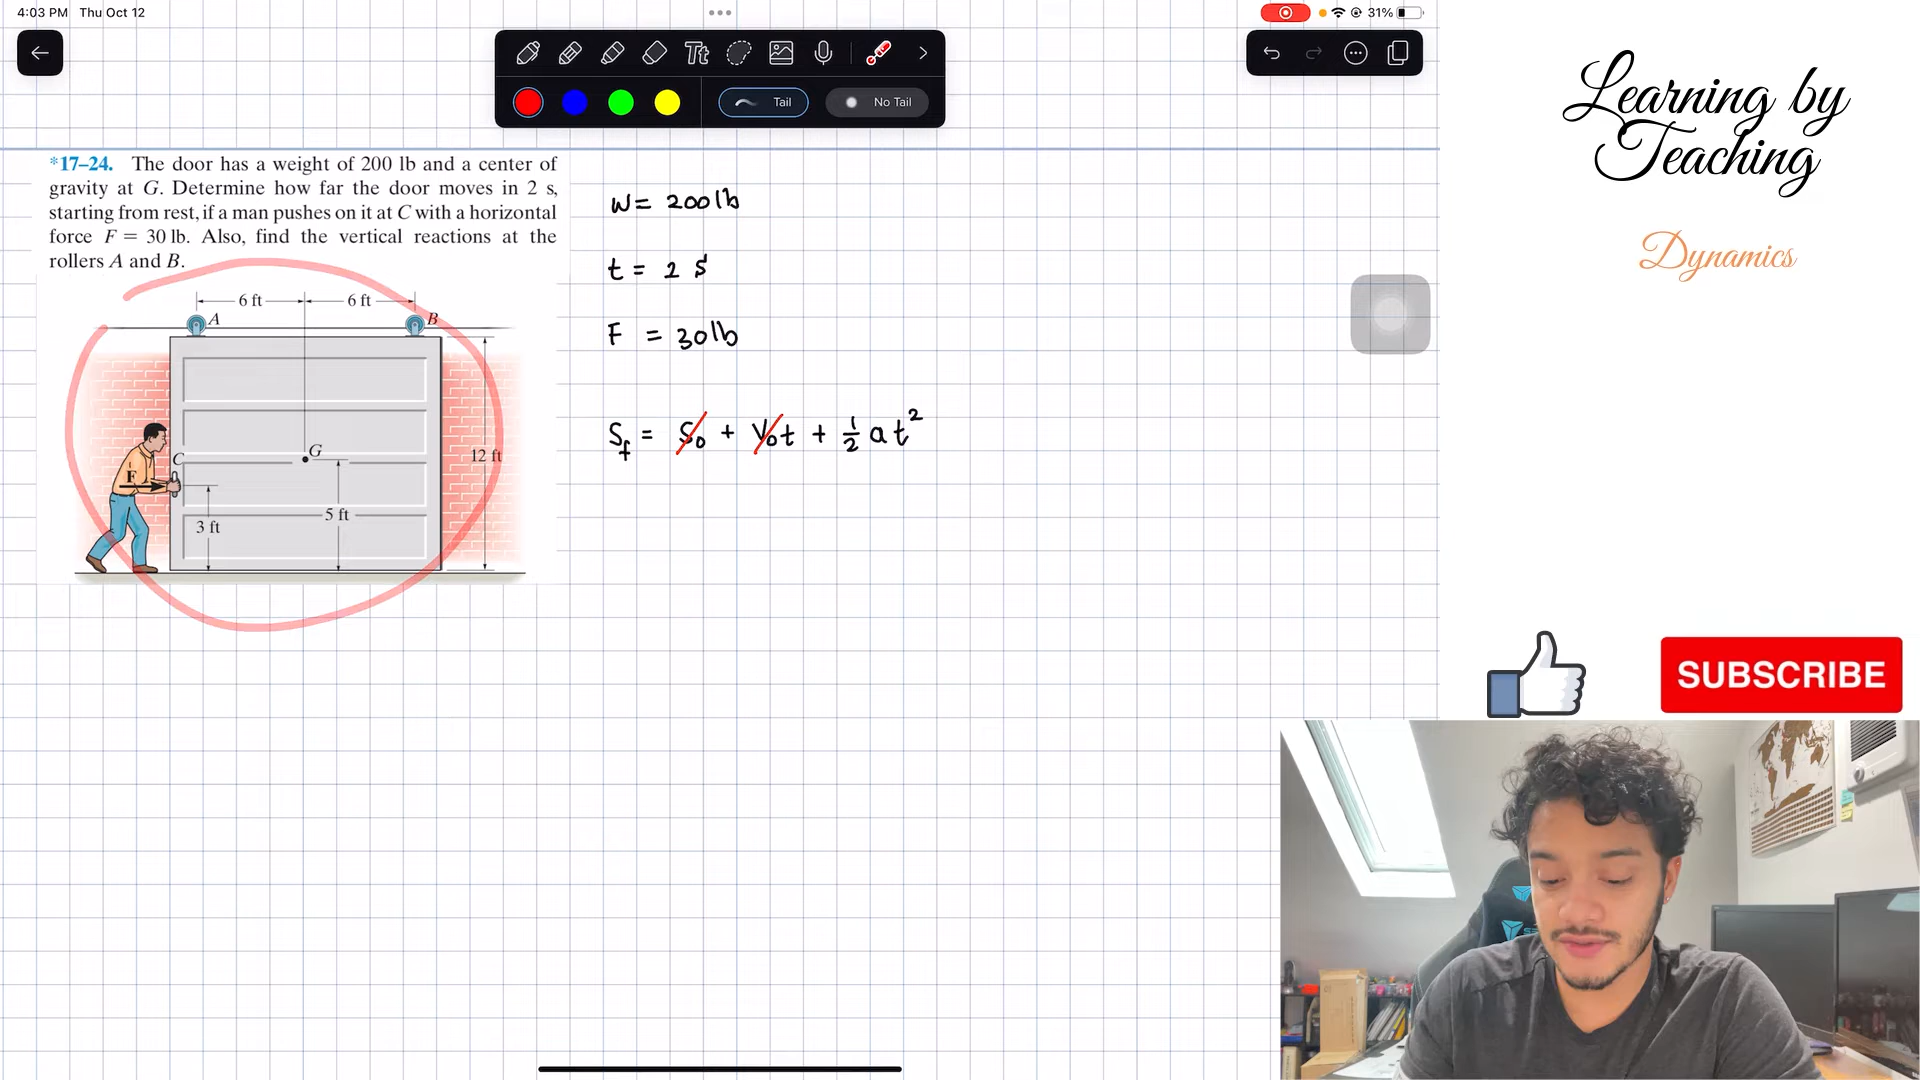 4:03 PM Thu Oct 12
31%
Tt
Tail
No Tail
Learning by
Teaching
Dynamics
*17–24. The door has a weight of 200 lb and a center of
gravity at G. Determine how far the door moves in 2 s,
starting from rest, if a man pushes on it at C with a horizontal
force F = 30 lb. Also, find the vertical reactions at the
rollers A and B.
6 ft
6 ft
A
B
C
G
F
12 ft
5 ft
3 ft
W = 200 lb
t = 2 s
F = 30 lb
S_f = S_0 + V_0 t + 1/2 a t²
SUBSCRIBE